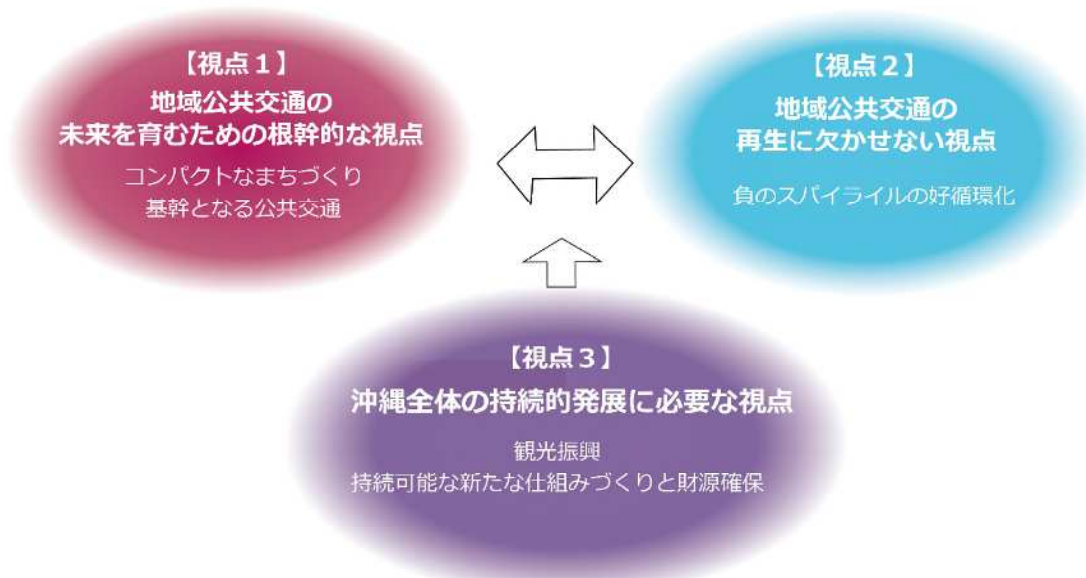 【視点１】
地域公共交通の
未来を育むための根幹的な視点
コンパクトなまちづくり
基幹となる公共交通
【視点２】
地域公共交通の
再生に欠かせない視点
負のスパイライルの好循環化
【視点３】
沖縄全体の持続的発展に必要な視点
観光振興
持続可能な新たな仕組みづくりと財源確保